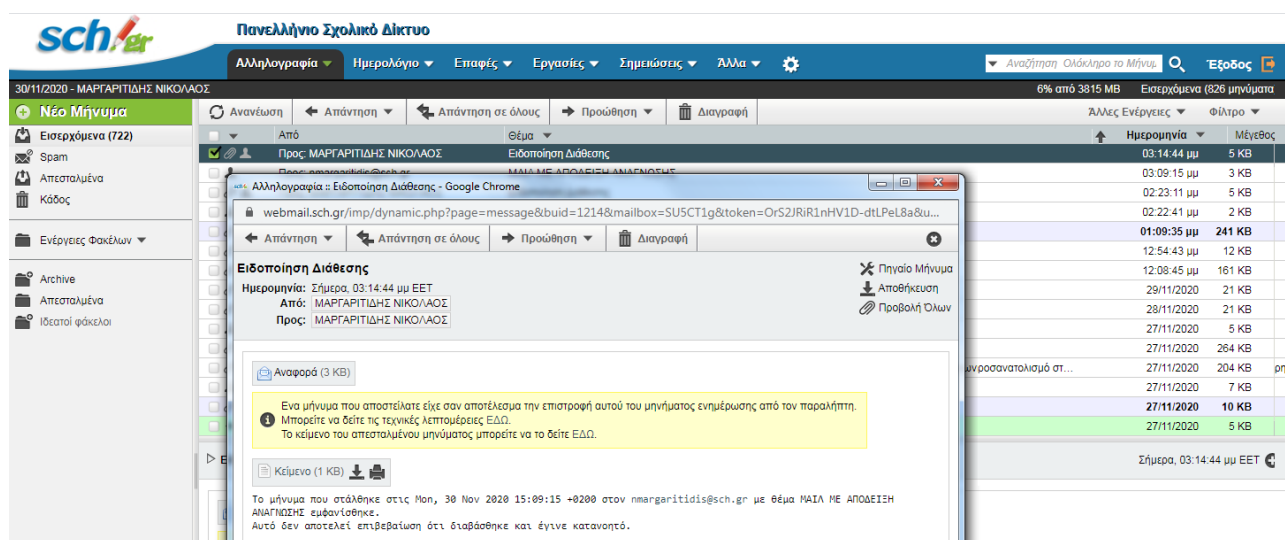 sch.gr
Πανελλήνιο Σχολικό Δίκτυο
Αλληλογραφία Ημερολόγιο Επαφές Εργασίες Σημειώσεις Άλλα
Αναζήτηση Ολόκληρο το Μήνυμ Έξοδος
30/11/2020 - ΜΑΡΓΑΡΙΤΙΔΗΣ ΝΙΚΟΛΑΟΣ 6% από 3815 MB Εισερχόμενα (826 μηνύματα
Νέο Μήνυμα
Ανανέωση Απάντηση Απάντηση σε όλους Προώθηση Διαγραφή Άλλες Ενέργειες Φίλτρο
Εισερχόμενα (722)
Spam
Απεσταλμένα
Κάδος
Ενέργειες Φακέλων
Archive
Απεσταλμένα
Ιδεατοί φάκελοι
Από Θέμα Ημερομηνία Μέγεθος
Προς: ΜΑΡΓΑΡΙΤΙΔΗΣ ΝΙΚΟΛΑΟΣ Ειδοποίηση Διάθεσης 03:14:44 μμ 5 KB
Προς: nmargaritidis@sch.gr ΜΑΙΛ ΜΕ ΑΠΟΔΕΙΞΗ ΑΝΑΓΝΩΣΗΣ 03:09:15 μμ 3 KB
02:23:11 μμ 5 KB
02:22:41 μμ 2 KB
01:09:35 μμ 241 KB
12:54:43 μμ 12 KB
12:08:45 μμ 161 KB
29/11/2020 21 KB
28/11/2020 21 KB
27/11/2020 5 KB
27/11/2020 264 KB
προσανατολισμό στ... 27/11/2020 204 KB
27/11/2020 7 KB
27/11/2020 10 KB
27/11/2020 5 KB
Σήμερα, 03:14:44 μμ EET
Αλληλογραφία :: Ειδοποίηση Διάθεσης - Google Chrome
webmail.sch.gr/imp/dynamic.php?page=message&buid=1214&mailbox=SU5CT1g&token=OrS2JRiR1nHV1D-dtLPeL8a&u...
Απάντηση Απάντηση σε όλους Προώθηση Διαγραφή
Ειδοποίηση Διάθεσης
Ημερομηνία: Σήμερα, 03:14:44 μμ EET
Από: ΜΑΡΓΑΡΙΤΙΔΗΣ ΝΙΚΟΛΑΟΣ
Προς: ΜΑΡΓΑΡΙΤΙΔΗΣ ΝΙΚΟΛΑΟΣ
Πηγαίο Μήνυμα
Αποθήκευση
Προβολή Όλων
Αναφορά (3 KB)
Ενα μήνυμα που αποστείλατε είχε σαν αποτέλεσμα την επιστροφή αυτού του μηνύματος ενημέρωσης από τον παραλήπτη.
Μπορείτε να δείτε τις τεχνικές λεπτομέρειες ΕΔΩ.
Το κείμενο του απεσταλμένου μηνύματος μπορείτε να το δείτε ΕΔΩ.
Κείμενο (1 KB)
Το μήνυμα που στάλθηκε στις Mon, 30 Nov 2020 15:09:15 +0200 στον nmargaritidis@sch.gr με θέμα ΜΑΙΛ ΜΕ ΑΠΟΔΕΙΞΗ
ΑΝΑΓΝΩΣΗΣ εμφανίσθηκε.
Αυτό δεν αποτελεί επιβεβαίωση ότι διαβάσθηκε και έγινε κατανοητό.